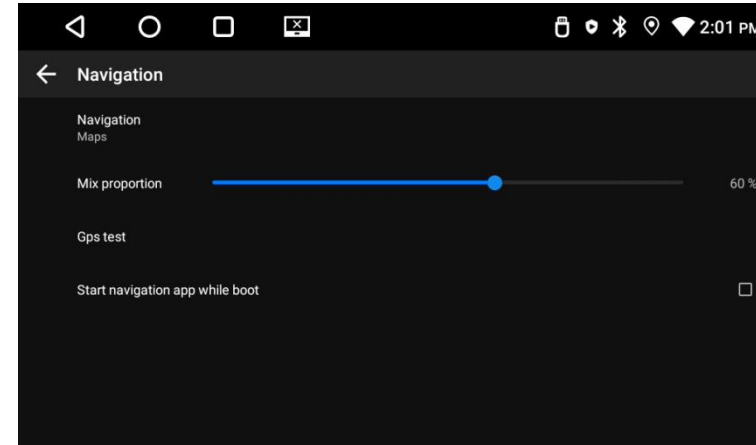 2:01 PM
Navigation
Navigation
Maps
Mix proportion 60 %
Gps test
Start navigation app while boot